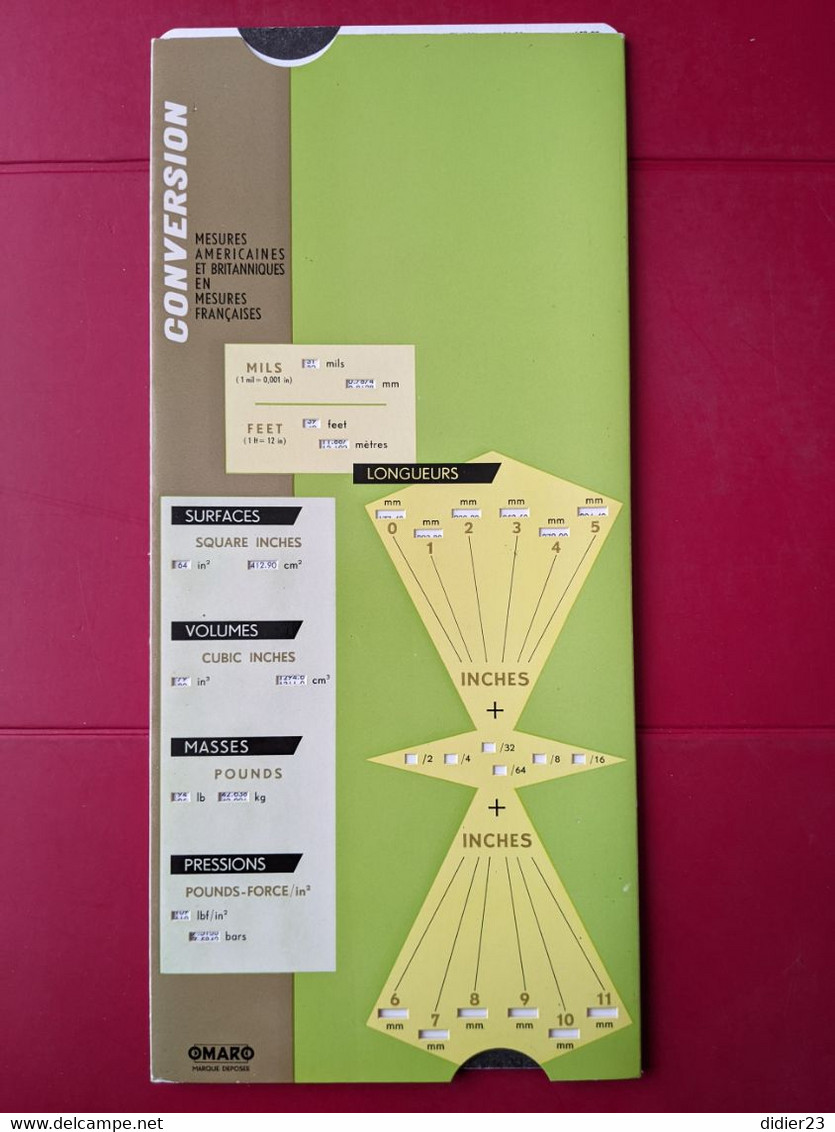 CONVERSION
MESURES
AMERICAINES
ET BRITANNIQUES
EN
MESURES
FRANÇAISES
MILS
(1 mil = 0,001 in)
mils
mm
FEET
(1 ft = 12 in)
feet
mètres
LONGUEURS
mm mm mm mm mm mm
0 1 2 3 4 5
INCHES
+
/2 /4 /32 /64 /8 /16
+
INCHES
6 7 8 9 10 11
mm mm mm mm mm mm
SURFACES
SQUARE INCHES
64 in² 412.90 cm²
VOLUMES
CUBIC INCHES
in³ cm³
MASSES
POUNDS
lb kg
PRESSIONS
POUNDS-FORCE/in²
lbf/in²
bars
OMARO
MARQUE DEPOSEE
www.delcampe.net
didier23